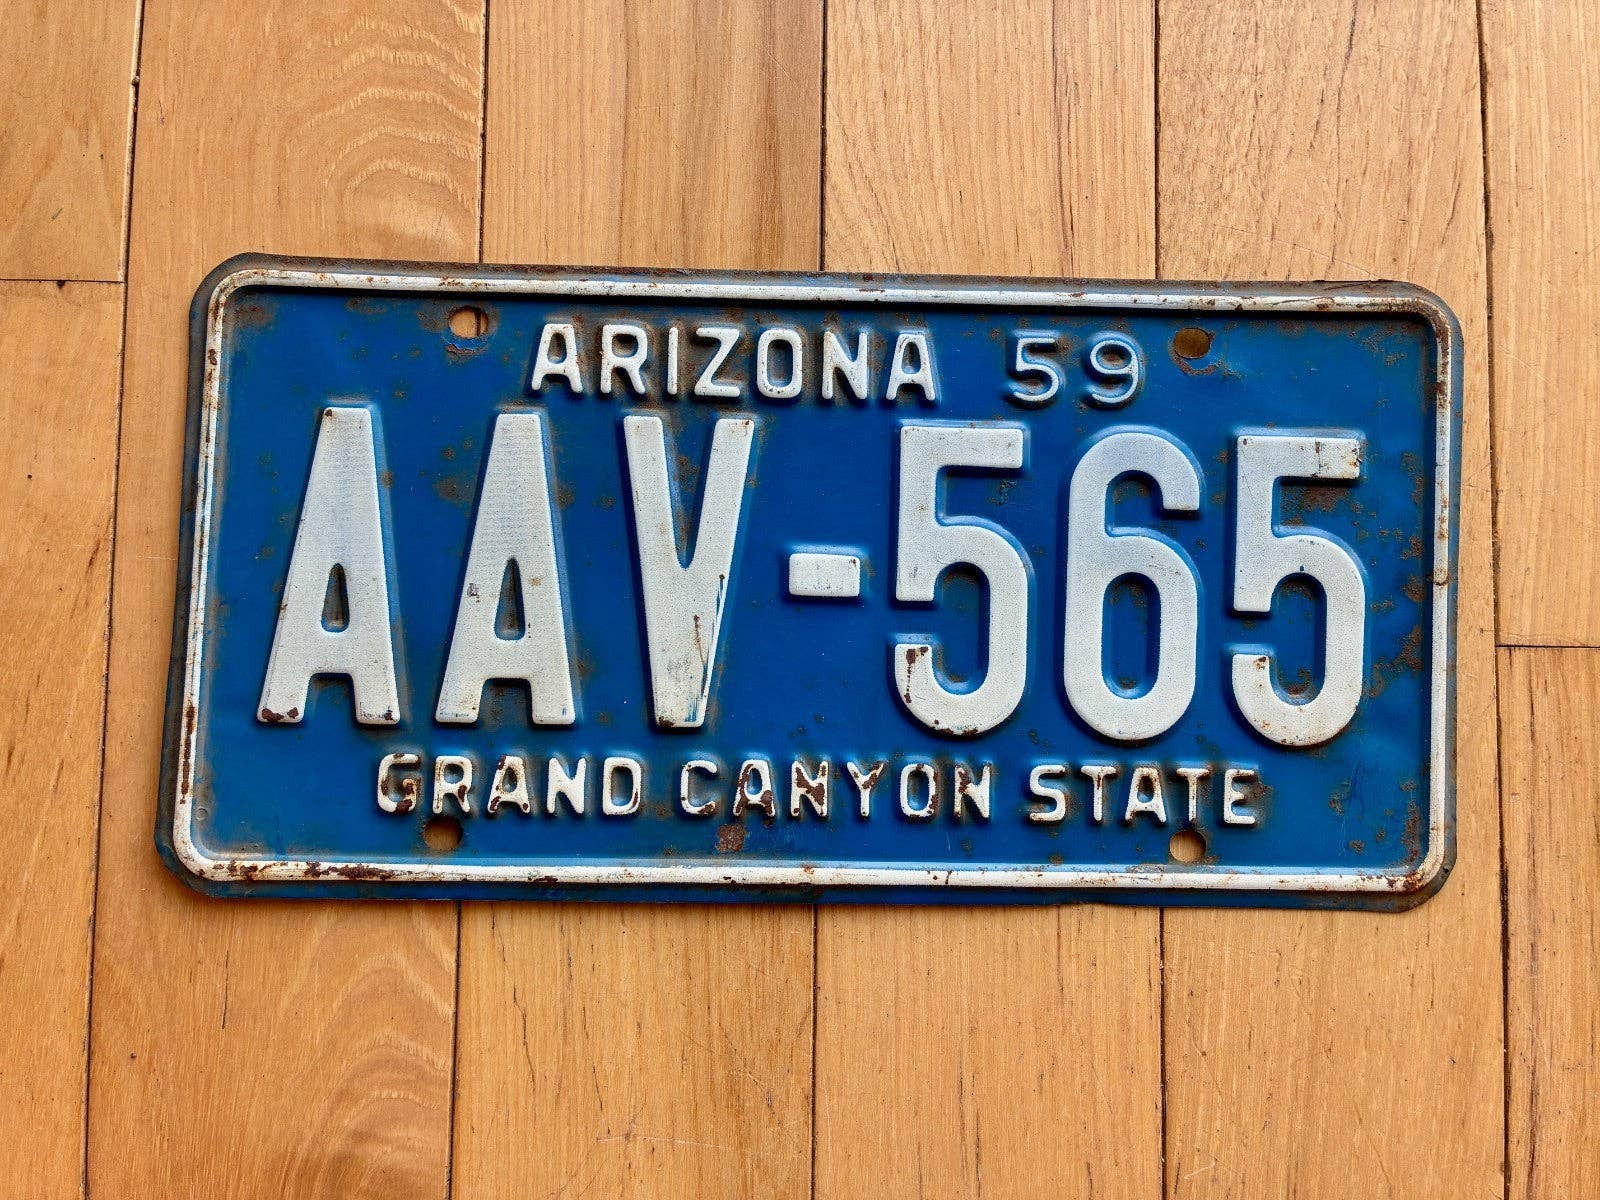 ARIZONA 59
AAV-565
GRAND CANYON STATE